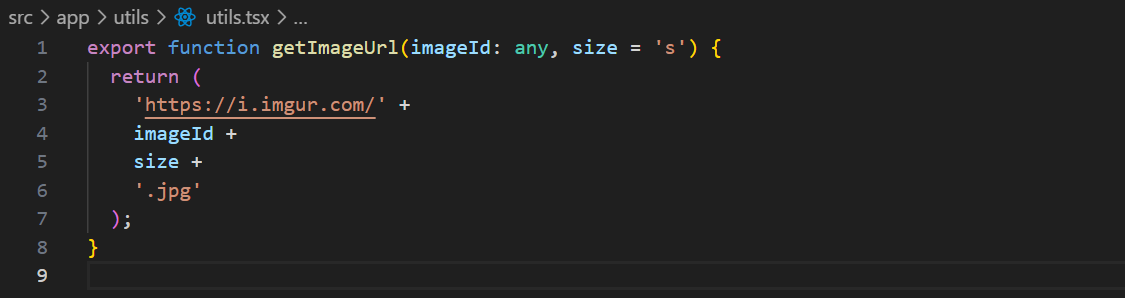 src > app > utils > utils.tsx > ...
1 export function getImageUrl(imageId: any, size = 's') {
2 return (
3 'https://i.imgur.com/' +
4 imageId +
5 size +
6 '.jpg'
7 );
8 }
9